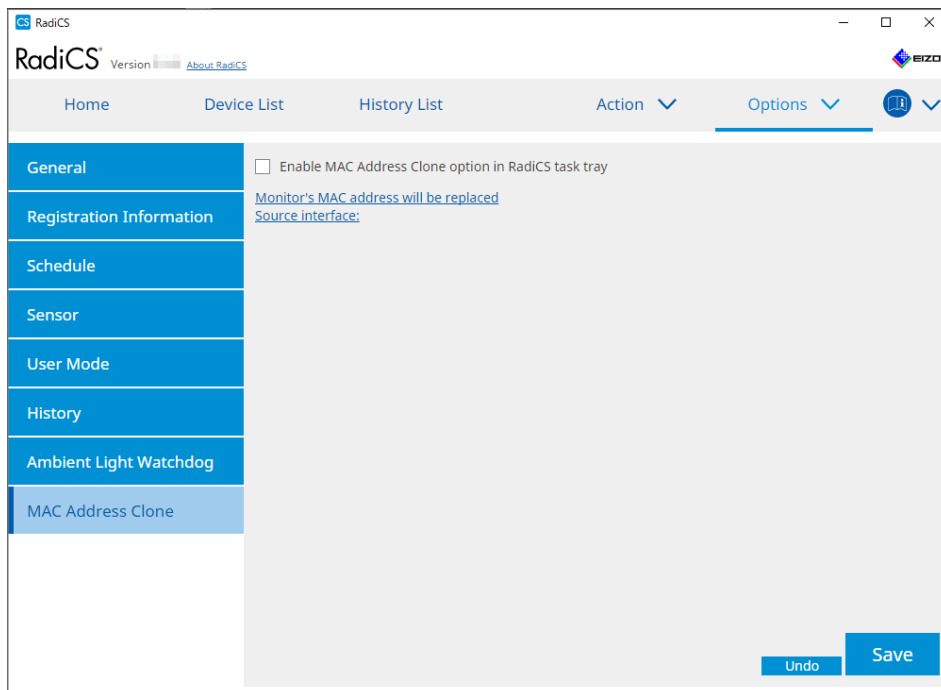 CS RadiCS
RadiCS® Version About RadiCS
EIZO
Home Device List History List Action Options
General
Registration Information
Schedule
Sensor
User Mode
History
Ambient Light Watchdog
MAC Address Clone
Enable MAC Address Clone option in RadiCS task tray
Monitor's MAC address will be replaced
Source interface:
Undo
Save